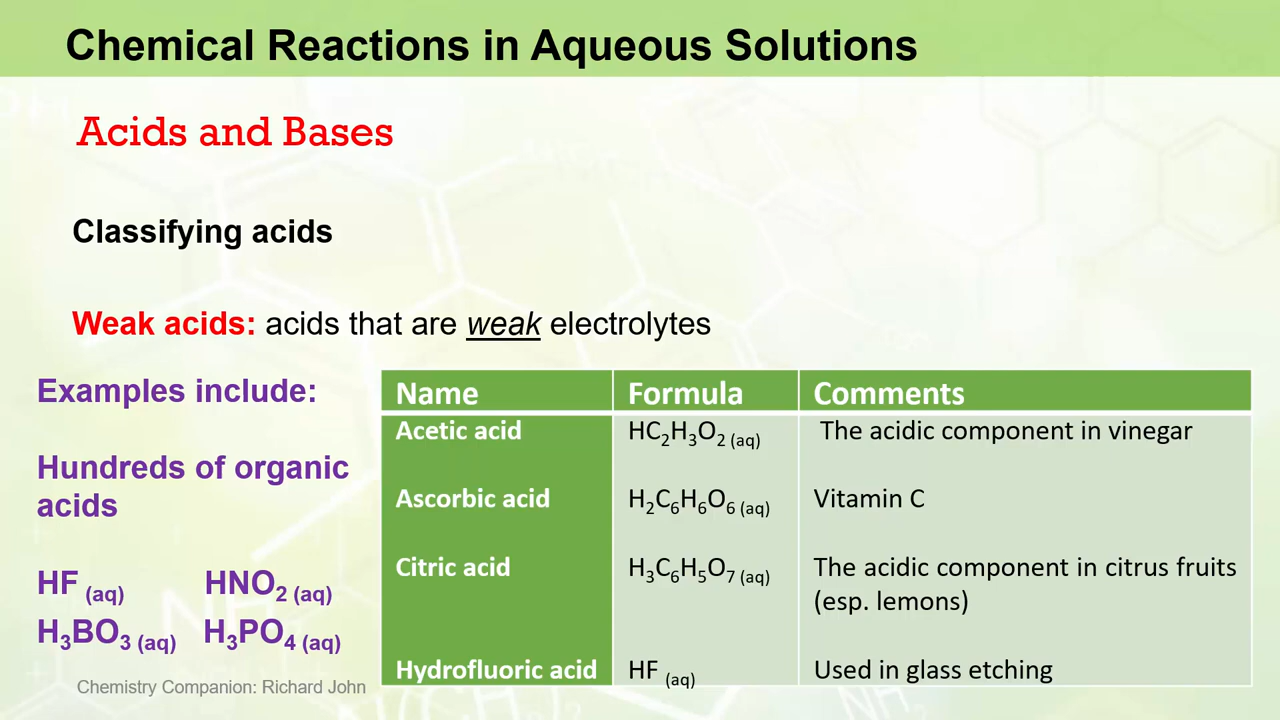 Chemical Reactions in Aqueous Solutions
Acids and Bases
Classifying acids
Weak acids: acids that are weak electrolytes
Examples include:
Hundreds of organic
acids
HF (aq) HNO2 (aq)
H3BO3 (aq) H3PO4 (aq)
Name Formula Comments
Acetic acid HC2H3O2 (aq) The acidic component in vinegar
Ascorbic acid H2C6H6O6 (aq) Vitamin C
Citric acid H3C6H5O7 (aq) The acidic component in citrus fruits
(esp. lemons)
Hydrofluoric acid HF (aq) Used in glass etching
Chemistry Companion: Richard John